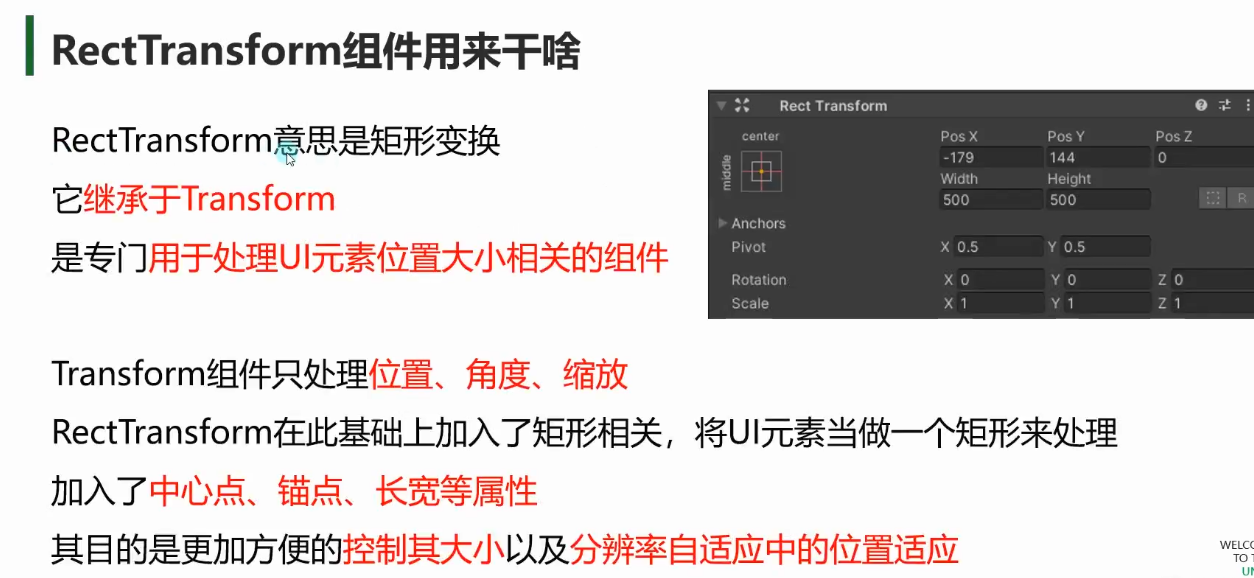 RectTransform组件用来干啥
RectTransform意思是矩形变换
它继承于Transform
是专门用于处理UI元素位置大小相关的组件
Rect Transform
center
middle
Pos X Pos Y Pos Z
-179 144 0
Width Height
500 500
R
Anchors
Pivot X 0.5 Y 0.5
Rotation X 0 Y 0 Z 0
Scale X 1 Y 1 Z 1
Transform组件只处理位置、角度、缩放
RectTransform在此基础上加入了矩形相关，将UI元素当做一个矩形来处理
加入了中心点、锚点、长宽等属性
其目的是更加方便的控制其大小以及分辨率自适应中的位置适应
WELCO
TO
UN